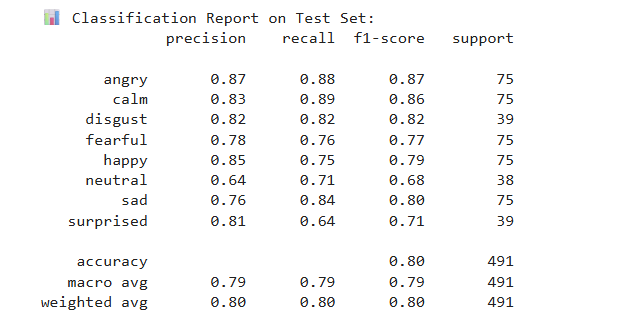 📊 Classification Report on Test Set:
precision recall f1-score support
angry 0.87 0.88 0.87 75
calm 0.83 0.89 0.86 75
disgust 0.82 0.82 0.82 39
fearful 0.78 0.76 0.77 75
happy 0.85 0.75 0.79 75
neutral 0.64 0.71 0.68 38
sad 0.76 0.84 0.80 75
surprised 0.81 0.64 0.71 39
accuracy 0.80 491
macro avg 0.79 0.79 0.79 491
weighted avg 0.80 0.80 0.80 491